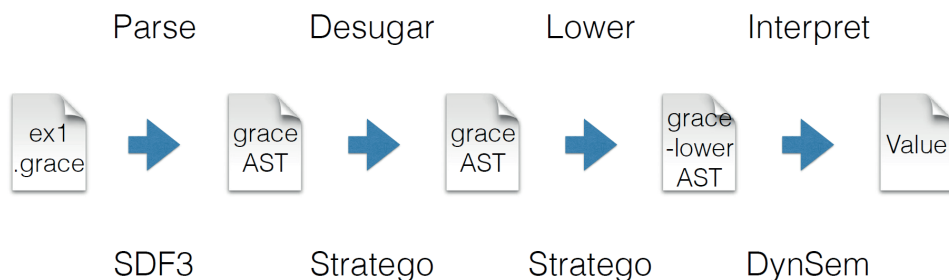 Parse Desugar Lower Interpret
ex1
.grace
grace
AST
grace
AST
grace
-lower
AST
Value
SDF3 Stratego Stratego DynSem